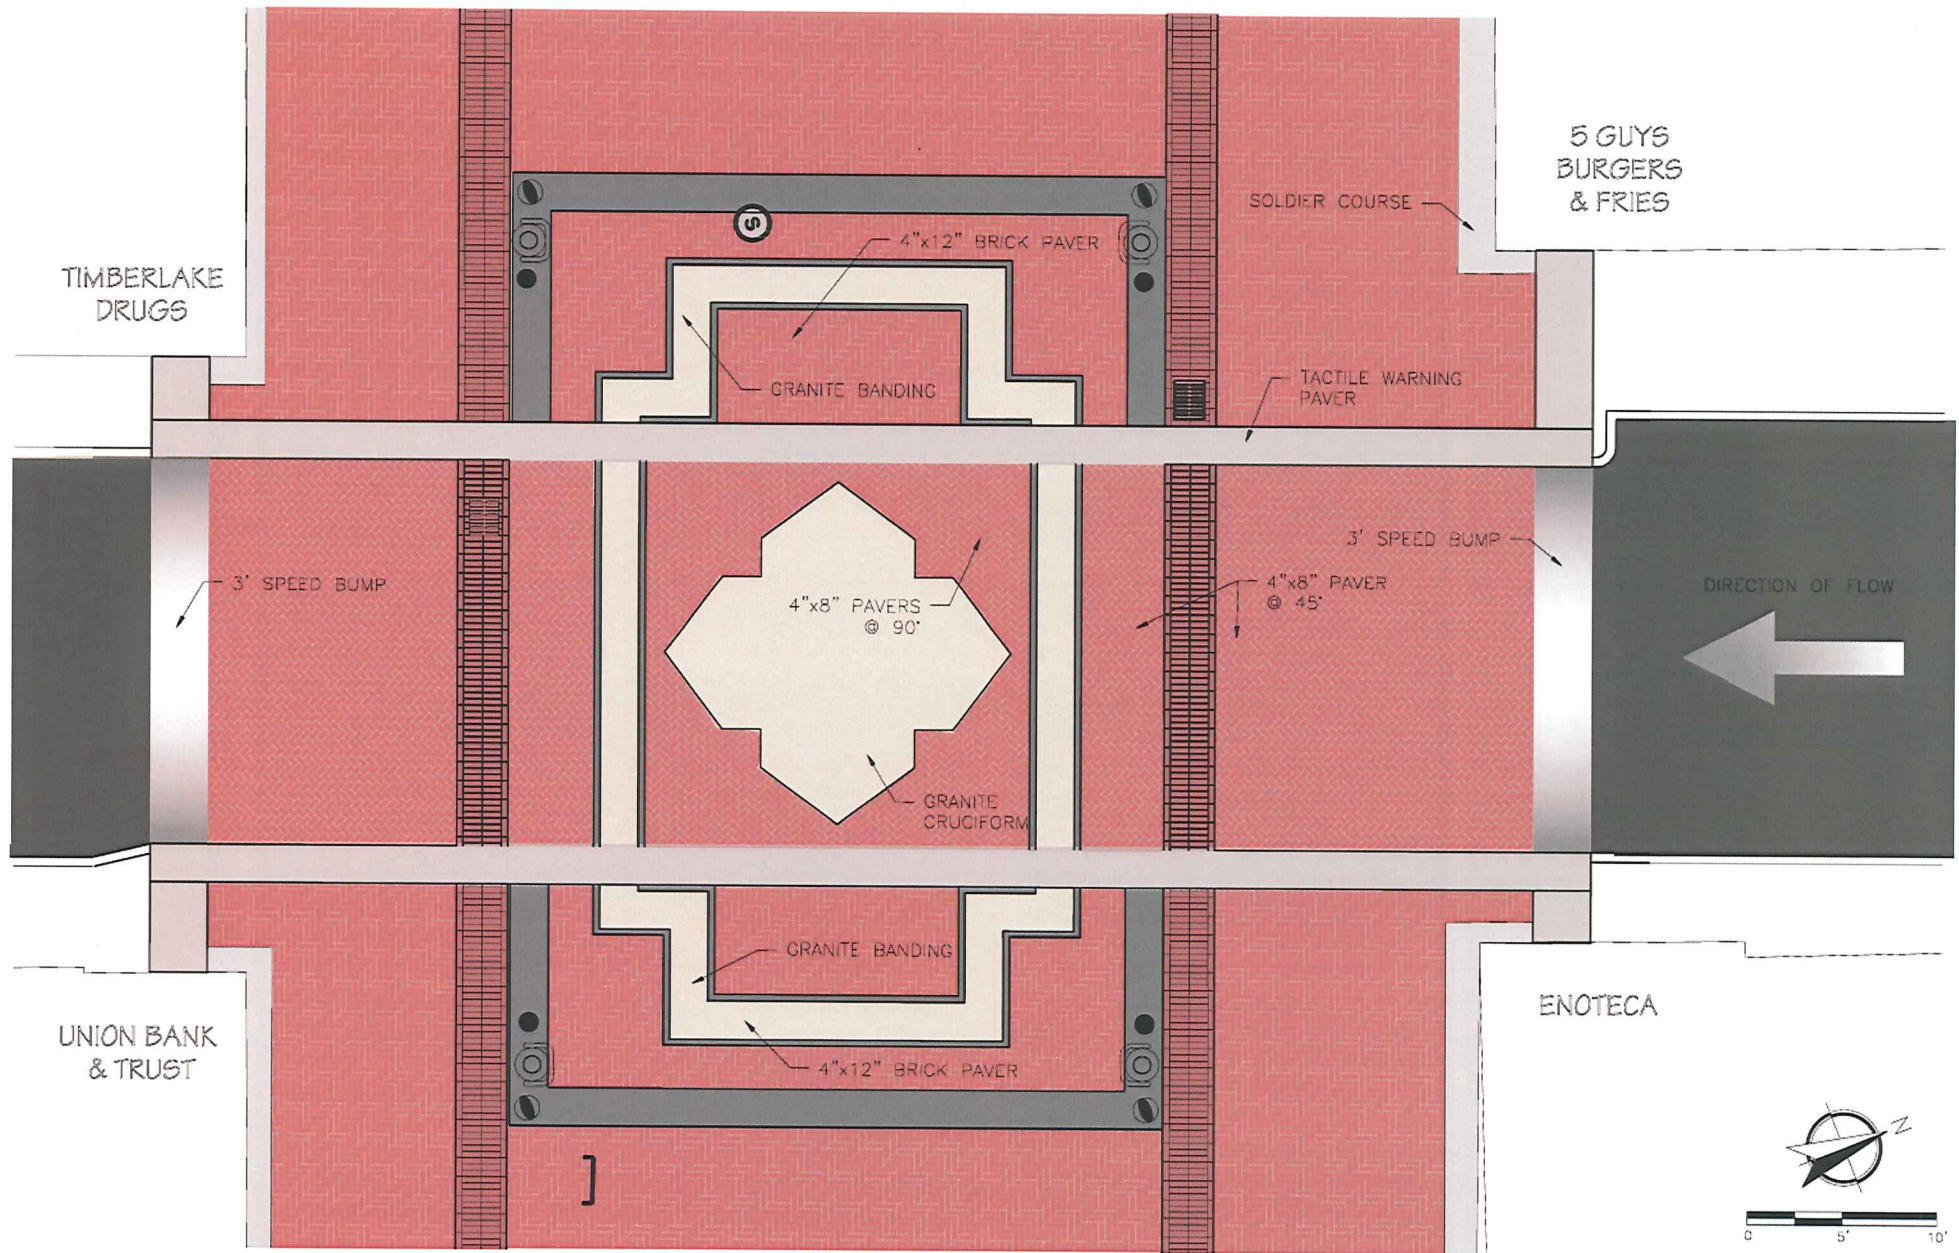 5 GUYS
BURGERS
& FRIES
SOLDIER COURSE
S
4"x12" BRICK PAVER
TIMBERLAKE
DRUGS
GRANITE BANDING
TACTILE WARNING
PAVER
3' SPEED BUMP
3' SPEED BUMP
4"x8" PAVER
@ 45°
DIRECTION OF FLOW
4"x8" PAVERS
@ 90°
GRANITE
CRUCIFORM
GRANITE BANDING
4"x12" BRICK PAVER
UNION BANK
& TRUST
ENOTECA
N
0 5' 10'